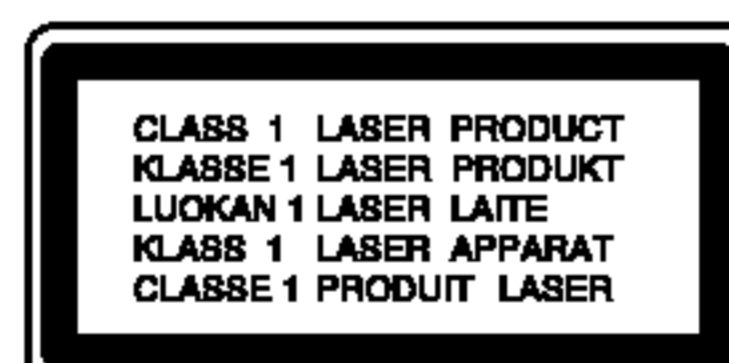 CLASS 1 LASER PRODUCT
KLASSE 1 LASER PRODUKT
LUOKAN 1 LASER LAITE
KLASS 1 LASER APPARAT
CLASSE 1 PRODUIT LASER